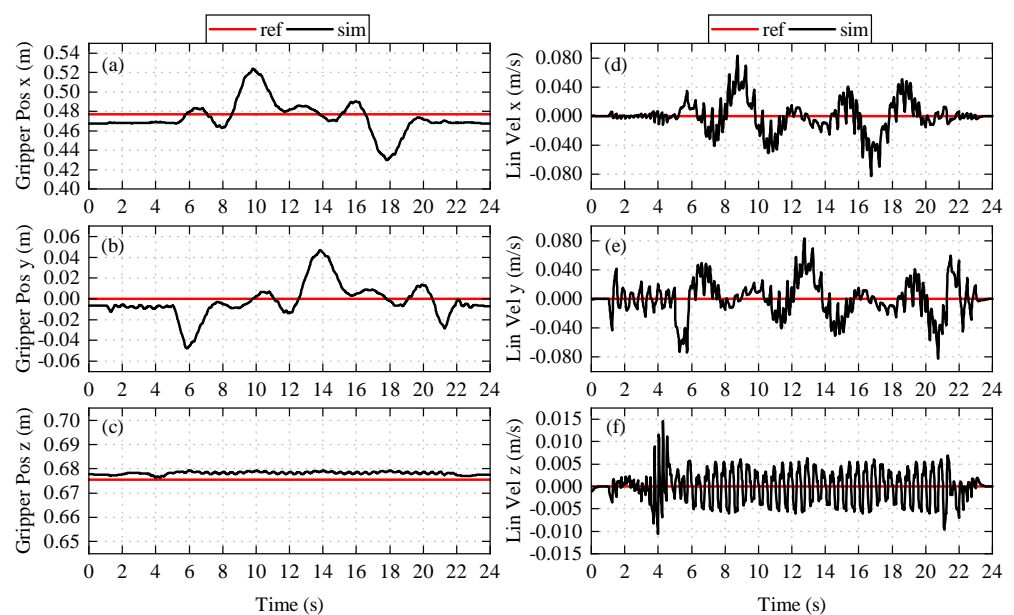 ref sim
(a)
Gripper Pos x (m)
0.54
0.52
0.50
0.48
0.46
0.44
0.42
0.40
0 2 4 6 8 10 12 14 16 18 20 22 24
(b)
Gripper Pos y (m)
0.06
0.04
0.02
0.00
-0.02
-0.04
-0.06
0 2 4 6 8 10 12 14 16 18 20 22 24
(c)
Gripper Pos z (m)
0.70
0.69
0.68
0.67
0.66
0.65
0 2 4 6 8 10 12 14 16 18 20 22 24
Time (s)
ref sim
(d)
Lin Vel x (m/s)
0.080
0.040
0.000
-0.040
-0.080
0 2 4 6 8 10 12 14 16 18 20 22 24
(e)
Lin Vel y (m/s)
0.080
0.040
0.000
-0.040
-0.080
0 2 4 6 8 10 12 14 16 18 20 22 24
(f)
Lin Vel z (m/s)
0.015
0.010
0.005
0.000
-0.005
-0.010
-0.015
0 2 4 6 8 10 12 14 16 18 20 22 24
Time (s)